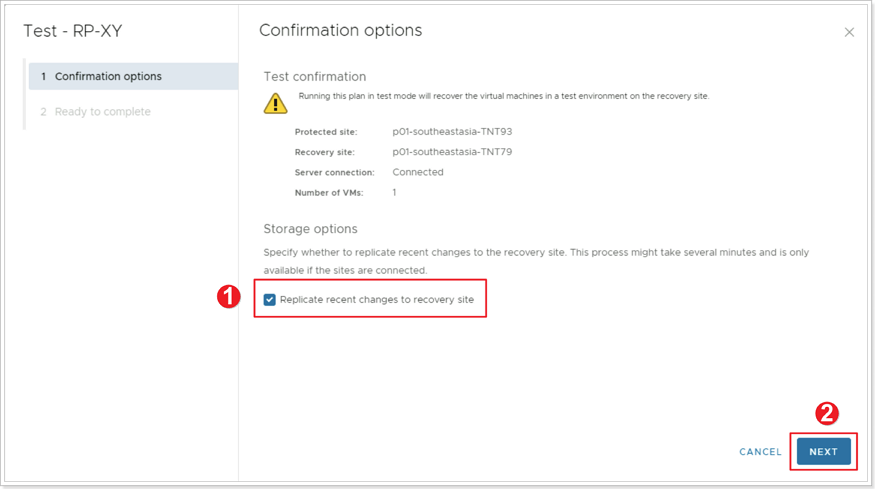 Test - RP-XY
1 Confirmation options
2 Ready to complete
Confirmation options
Test confirmation
Running this plan in test mode will recover the virtual machines in a test environment on the recovery site.
Protected site: p01-southeastasia-TNT93
Recovery site: p01-southeastasia-TNT79
Server connection: Connected
Number of VMs: 1
Storage options
Specify whether to replicate recent changes to the recovery site. This process might take several minutes and is only
available if the sites are connected.
1 Replicate recent changes to recovery site
2
CANCEL NEXT